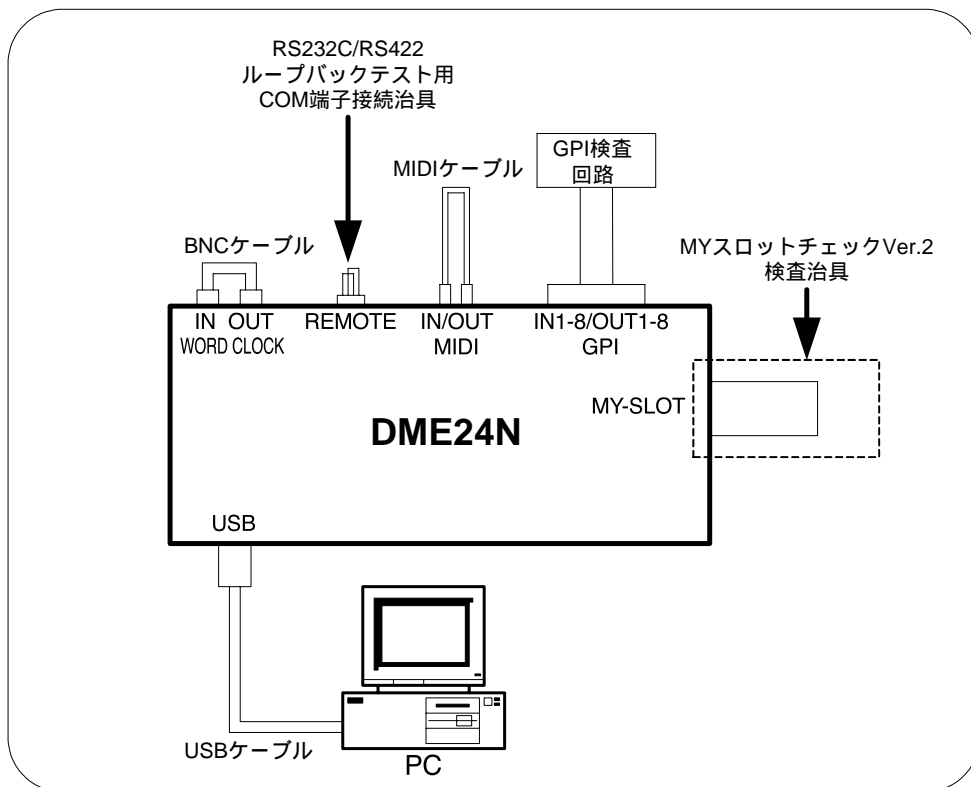 RS232C/RS422
ループバックテスト用
COM端子接続治具
GPI検査
回路
MIDIケーブル
BNCケーブル
MYスロットチェックVer.2
検査治具
IN OUT
WORD CLOCK
REMOTE
IN/OUT
MIDI
IN1-8/OUT1-8
GPI
MY-SLOT
DME24N
USB
USBケーブル
PC